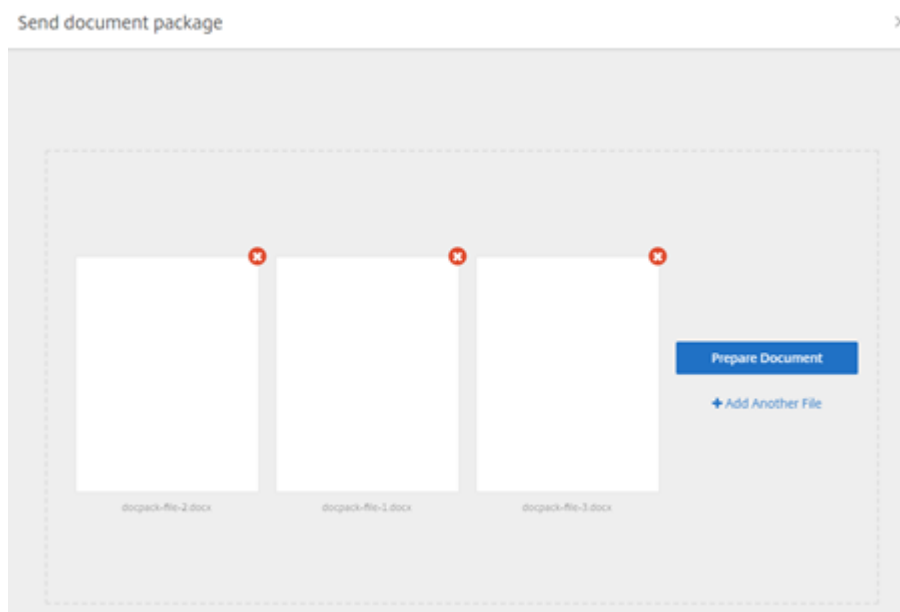 Send document package
Prepare Document
+ Add Another File
docpack-file-2.docx
docpack-file-1.docx
docpack-file-3.docx